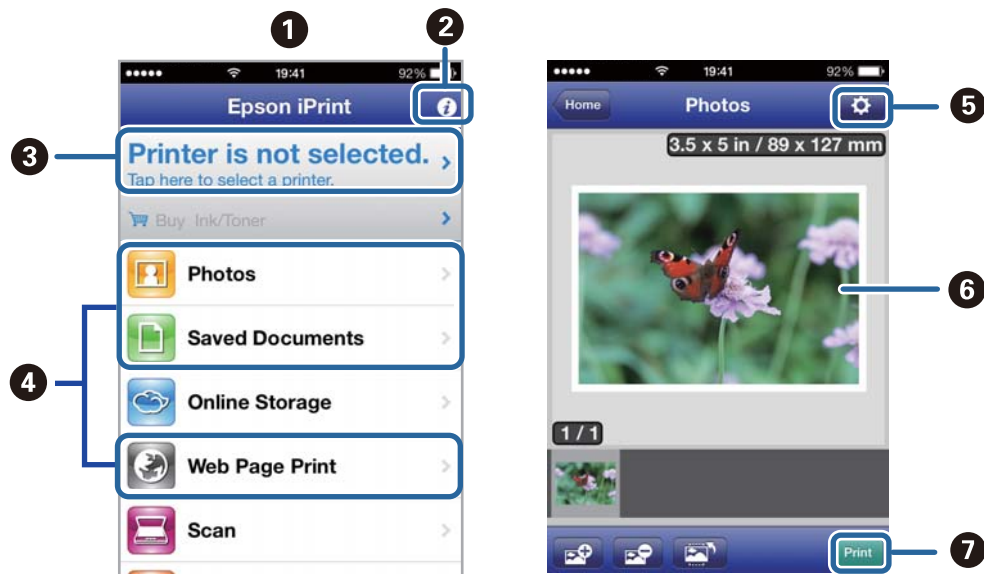 1
2
19:41
92%
Epson iPrint
3
Printer is not selected.
Tap here to select a printer.
Buy Ink/Toner
Photos
Saved Documents
4
Online Storage
Web Page Print
Scan
19:41
92%
Home
Photos
5
3.5 x 5 in / 89 x 127 mm
6
1/1
Print
7